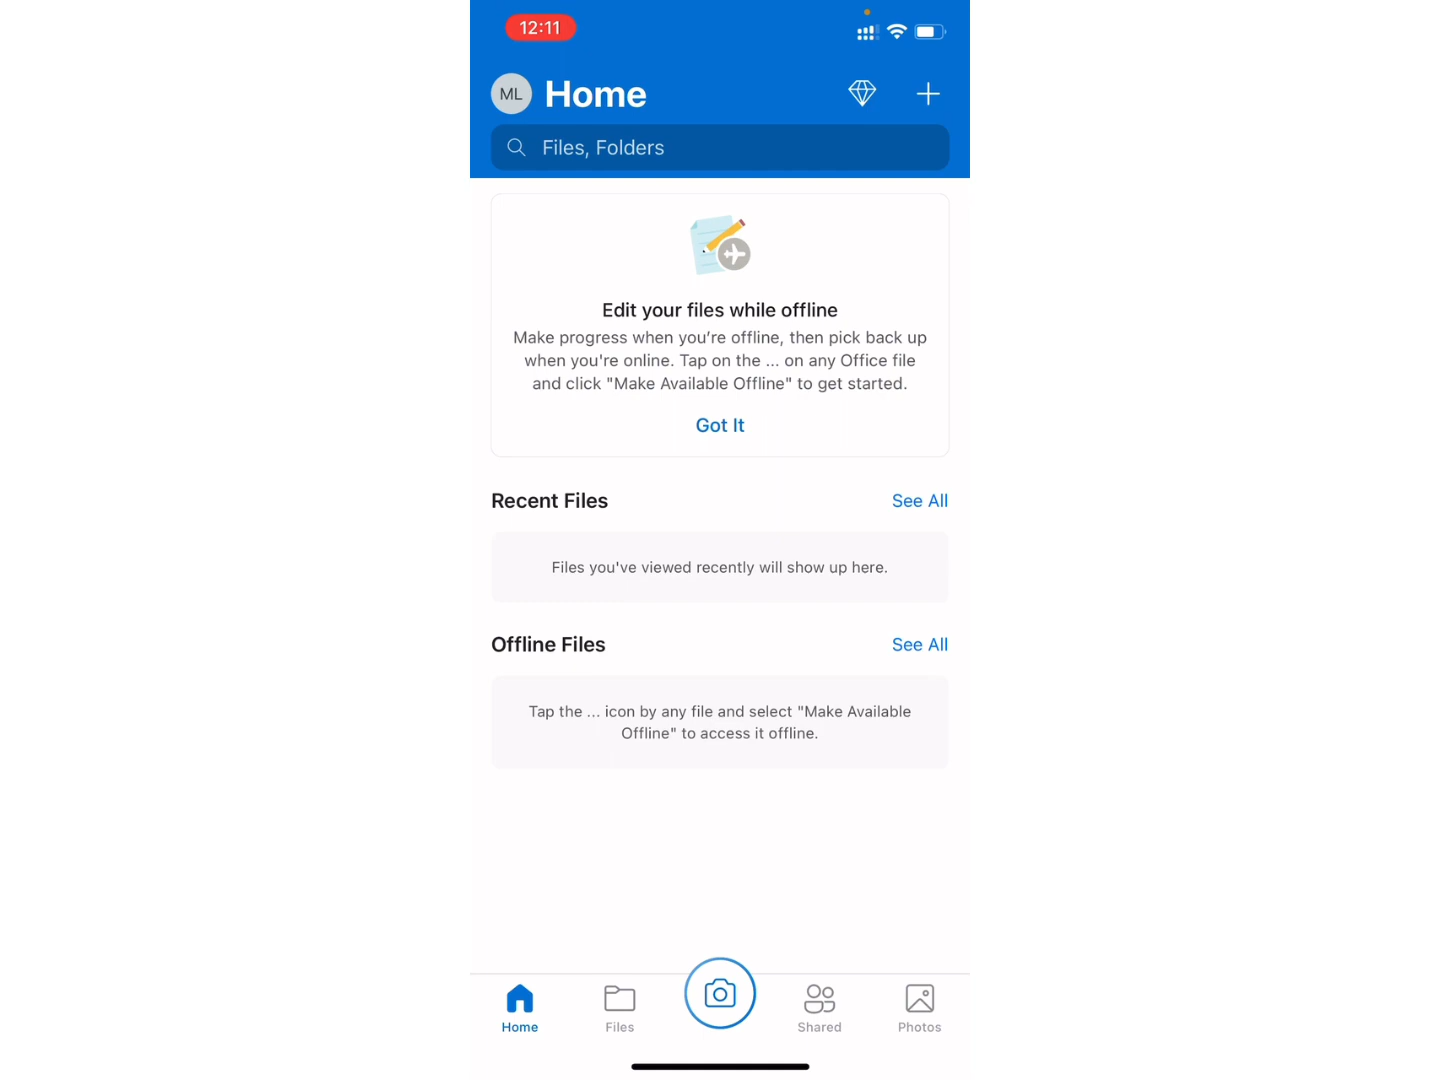 12:11
ML
Home
Files, Folders
Edit your files while offline
Make progress when you’re offline, then pick back up
when you're online. Tap on the ... on any Office file
and click "Make Available Offline" to get started.
Got It
Recent Files
See All
Files you've viewed recently will show up here.
Offline Files
See All
Tap the ... icon by any file and select "Make Available
Offline" to access it offline.
Home
Files
Shared
Photos